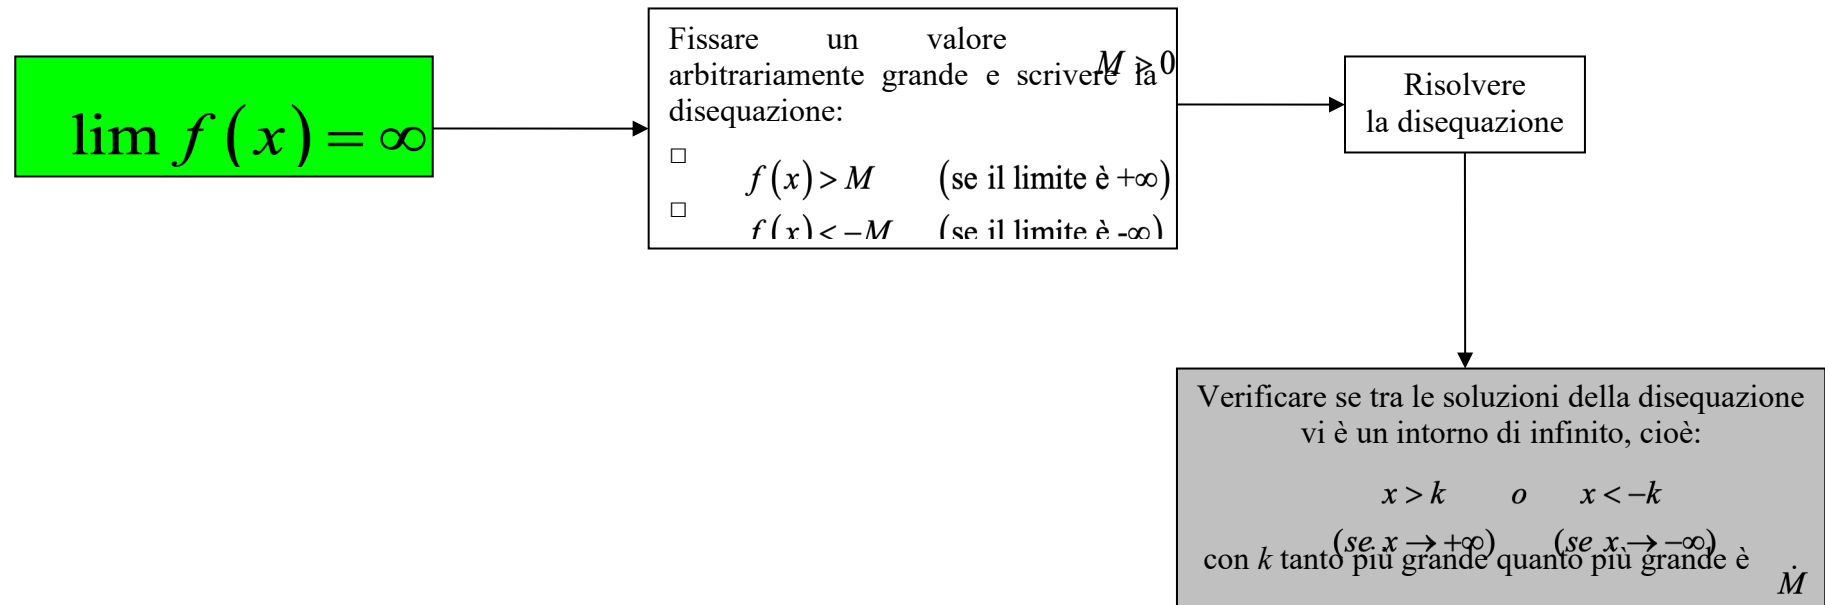 lim f(x) = ∞
Fissare un valore M > 0
arbitrariamente grande e scrivere la
disequazione:
□ f(x) > M (se il limite è +∞)
□ f(x) < −M (se il limite è -∞)
Risolvere
la disequazione
Verificare se tra le soluzioni della disequazione
vi è un intorno di infinito, cioè:
x > k o x < −k
(se x → +∞) (se x → −∞)
con k tanto più grande quanto più grande è M.